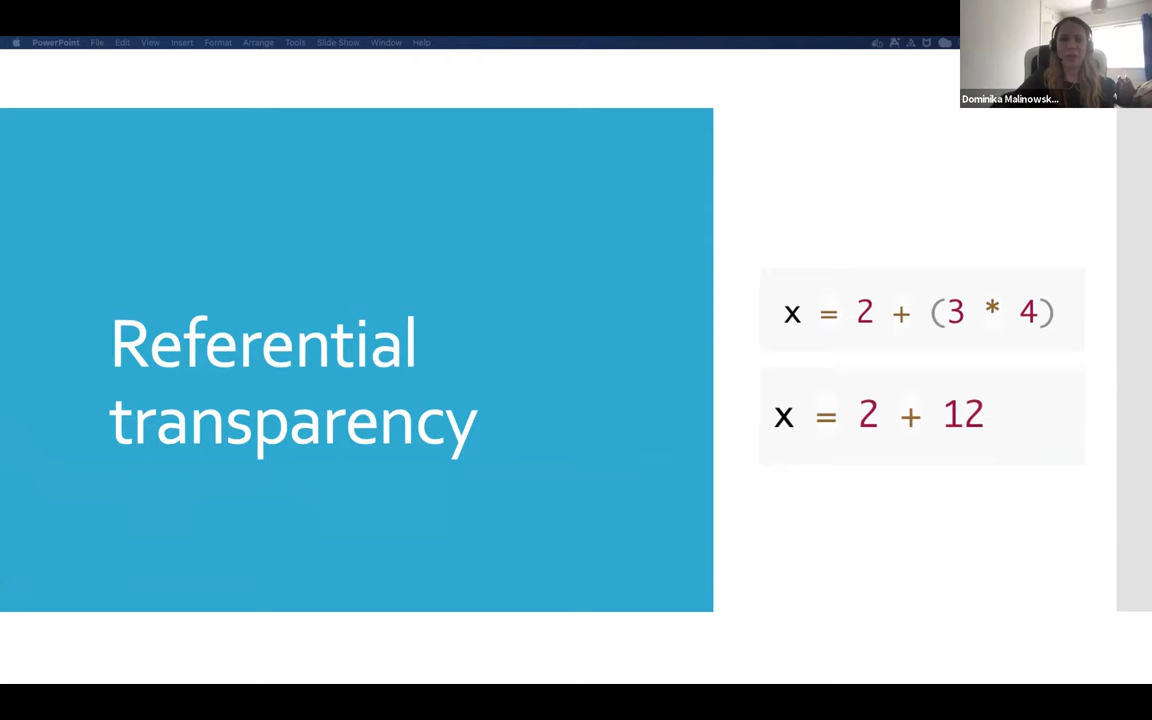 PowerPoint File Edit View Insert Format Arrange Tools Slide Show Window Help
Dominika Malinowsk...
Referential
transparency
x = 2 + (3 * 4)
x = 2 + 12